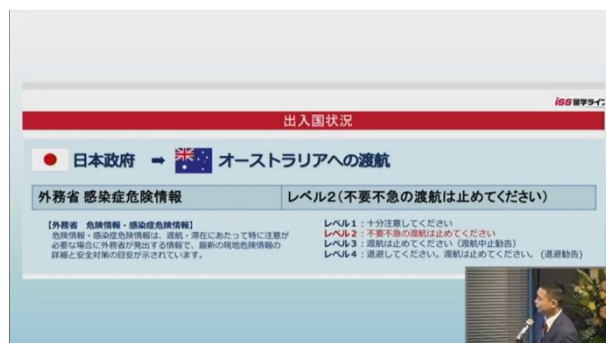 iss 留学ライフ
出入国状況
日本政府 ➡ オーストラリアへの渡航
外務省 感染症危険情報
レベル2(不要不急の渡航は止めてください)
【外務省 危険情報・感染症危険情報】
危険情報・感染症危険情報は、渡航・滞在にあたって特に注意が
必要な場合に外務省が発出する情報で、最新の現地危険情報の
詳細と安全対策の目安が示されています。
レベル1:十分注意してください
レベル2:不要不急の渡航は止めてください
レベル3:渡航は止めてください(渡航中止勧告)
レベル4:退避してください。渡航は止めてください。(退避勧告)